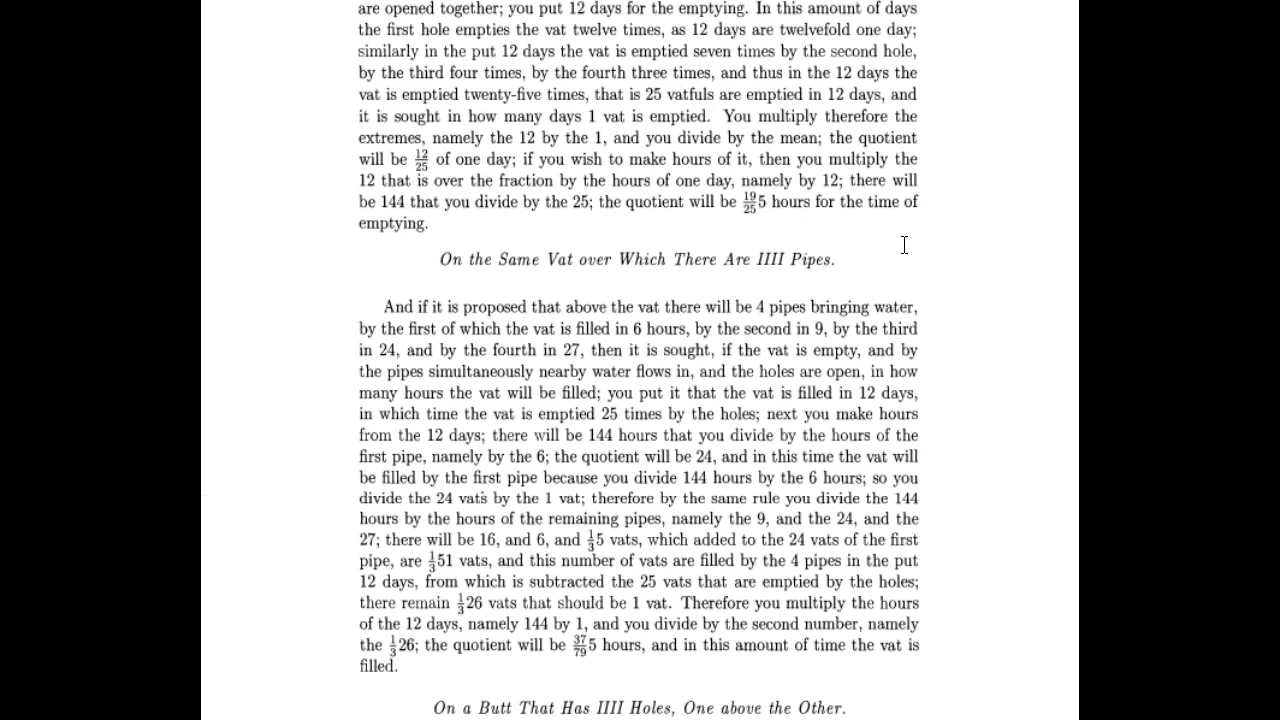 are opened together; you put 12 days for the emptying. In this amount of days
the first hole empties the vat twelve times, as 12 days are twelvefold one day;
similarly in the put 12 days the vat is emptied seven times by the second hole,
by the third four times, by the fourth three times, and thus in the 12 days the
vat is emptied twenty-five times, that is 25 vatfuls are emptied in 12 days, and
it is sought in how many days 1 vat is emptied. You multiply therefore the
extremes, namely the 12 by the 1, and you divide by the mean; the quotient
will be 12/25 of one day; if you wish to make hours of it, then you multiply the
12 that is over the fraction by the hours of one day, namely by 12; there will
be 144 that you divide by the 25; the quotient will be 19/25 5 hours for the time of
emptying.
On the Same Vat over Which There Are IIII Pipes.
And if it is proposed that above the vat there will be 4 pipes bringing water,
by the first of which the vat is filled in 6 hours, by the second in 9, by the third
in 24, and by the fourth in 27, then it is sought, if the vat is empty, and by
the pipes simultaneously nearby water flows in, and the holes are open, in how
many hours the vat will be filled; you put it that the vat is filled in 12 days,
in which time the vat is emptied 25 times by the holes; next you make hours
from the 12 days; there will be 144 hours that you divide by the hours of the
first pipe, namely by the 6; the quotient will be 24, and in this time the vat will
be filled by the first pipe because you divide 144 hours by the 6 hours; so you
divide the 24 vats by the 1 vat; therefore by the same rule you divide the 144
hours by the hours of the remaining pipes, namely the 9, and the 24, and the
27; there will be 16, and 6, and 1/3 5 vats, which added to the 24 vats of the first
pipe, are 1/3 51 vats, and this number of vats are filled by the 4 pipes in the put
12 days, from which is subtracted the 25 vats that are emptied by the holes;
there remain 1/3 26 vats that should be 1 vat. Therefore you multiply the hours
of the 12 days, namely 144 by 1, and you divide by the second number, namely
the 1/3 26; the quotient will be 37/79 5 hours, and in this amount of time the vat is
filled.
On a Butt That Has IIII Holes, One above the Other.